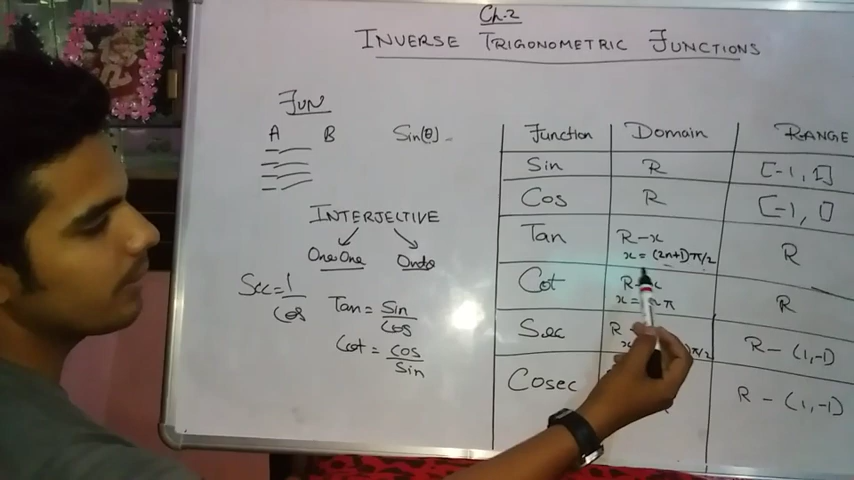 Ch-2
INVERSE TRIGONOMETRIC FUNCTIONS
FUN
A B Sin(θ)
INTERJECTIVE
One One Onto
Sec = 1/Cos
Tan = Sin/Cos
Cot = Cos/Sin
Function Domain RANGE
Sin R [-1, 1]
Cos R [-1, 1]
Tan R-x R
x = (2n+1)π/2
Cot R-x R
x = nπ
Sec R R-(1,-1)
π/2
Cosec R-(1,-1)